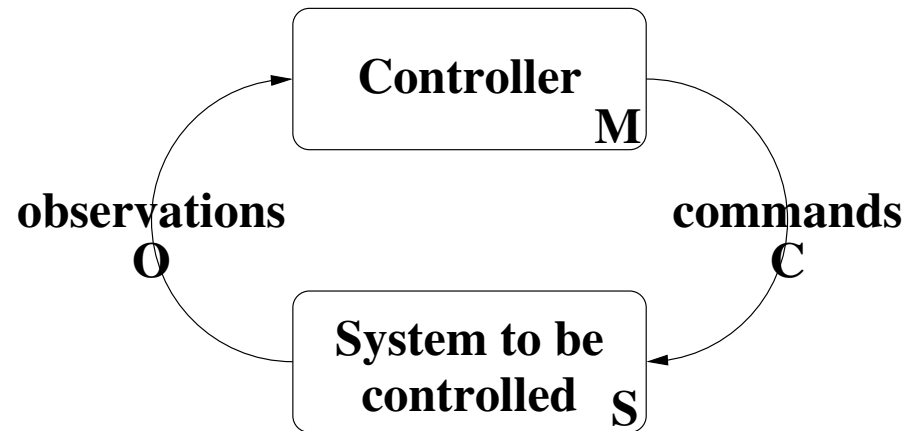 Controller
M
observations
O
commands
C
System to be
controlled
S